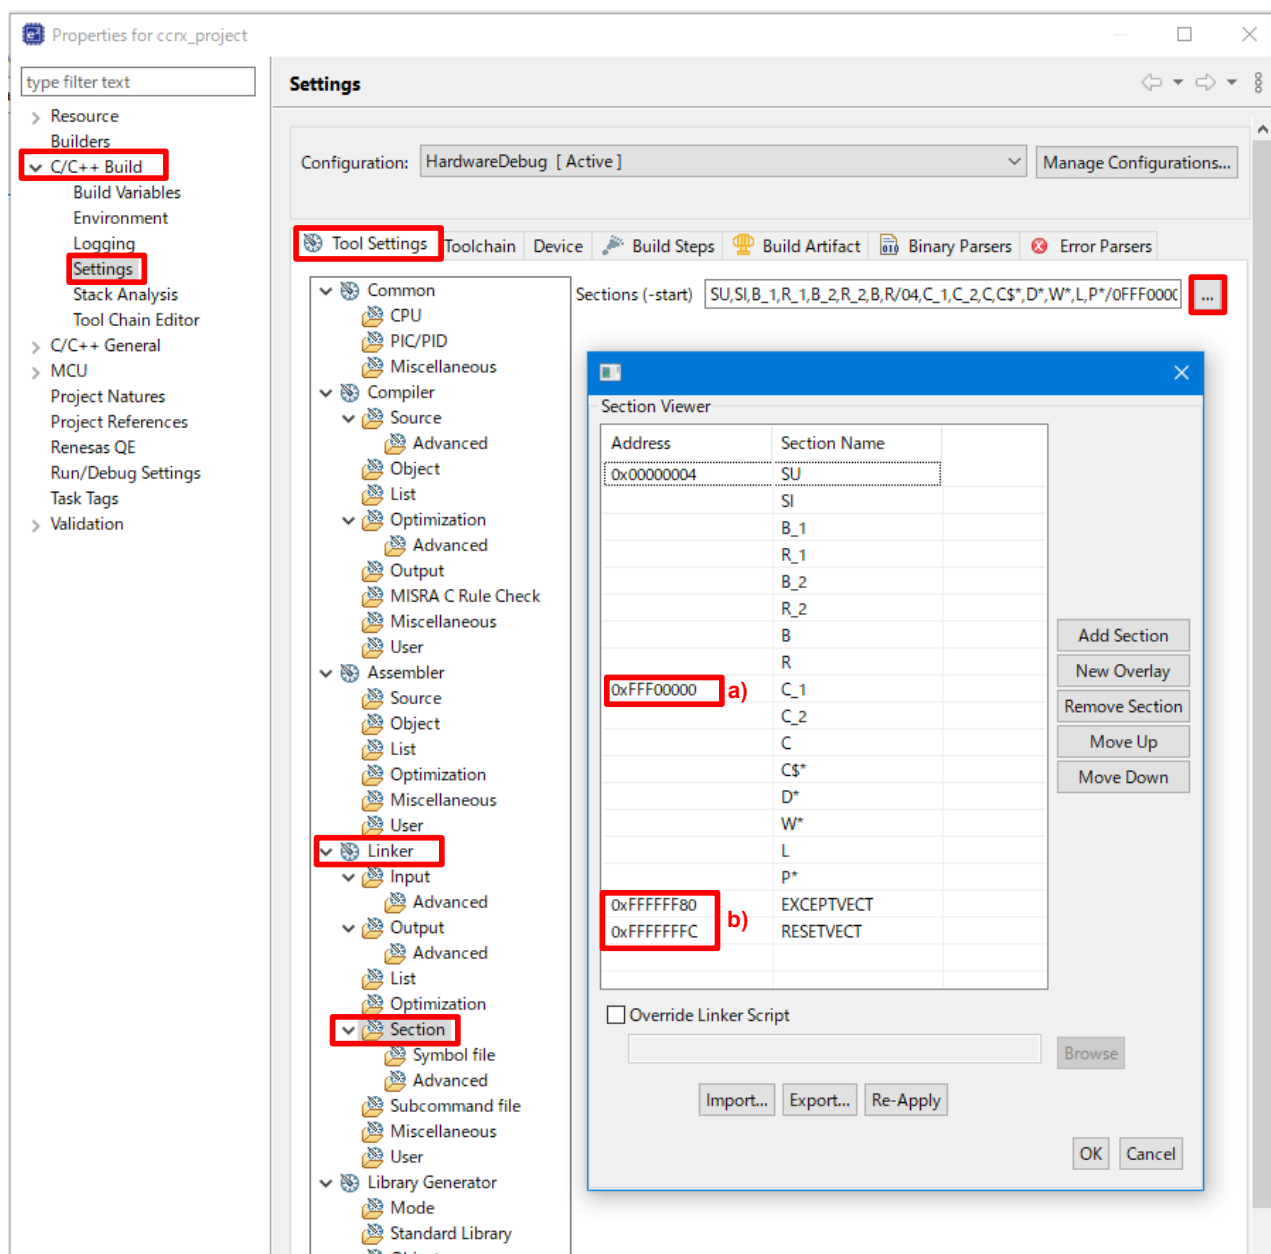 Properties for ccrx_project
type filter text
Resource
Builders
C/C++ Build
Build Variables
Environment
Logging
Settings
Stack Analysis
Tool Chain Editor
C/C++ General
MCU
Project Natures
Project References
Renesas QE
Run/Debug Settings
Task Tags
Validation
Settings
Configuration: HardwareDebug [ Active ] Manage Configurations...
Tool Settings Toolchain Device Build Steps Build Artifact Binary Parsers Error Parsers
Common
CPU
PIC/PID
Miscellaneous
Compiler
Source
Advanced
Object
List
Optimization
Advanced
Output
MISRA C Rule Check
Miscellaneous
User
Assembler
Source
Object
List
Optimization
Miscellaneous
User
Linker
Input
Advanced
Output
Advanced
List
Optimization
Section
Symbol file
Advanced
Subcommand file
Miscellaneous
User
Library Generator
Mode
Standard Library
Sections (-start) SU,SI,B_1,R_1,B_2,R_2,B,R/04,C_1,C_2,C,C$*,D*,W*,L,P*/0FFF0000 ...
Section Viewer
Address Section Name
0x00000004 SU
SI
B_1
R_1
B_2
R_2
B
R
0xFFF00000 a) C_1
C_2
C
C$*
D*
W*
L
P*
0xFFFFFF80 EXCEPTVECT
b)
0xFFFFFFFC RESETVECT
Add Section
New Overlay
Remove Section
Move Up
Move Down
Override Linker Script
Browse
Import... Export... Re-Apply
OK Cancel